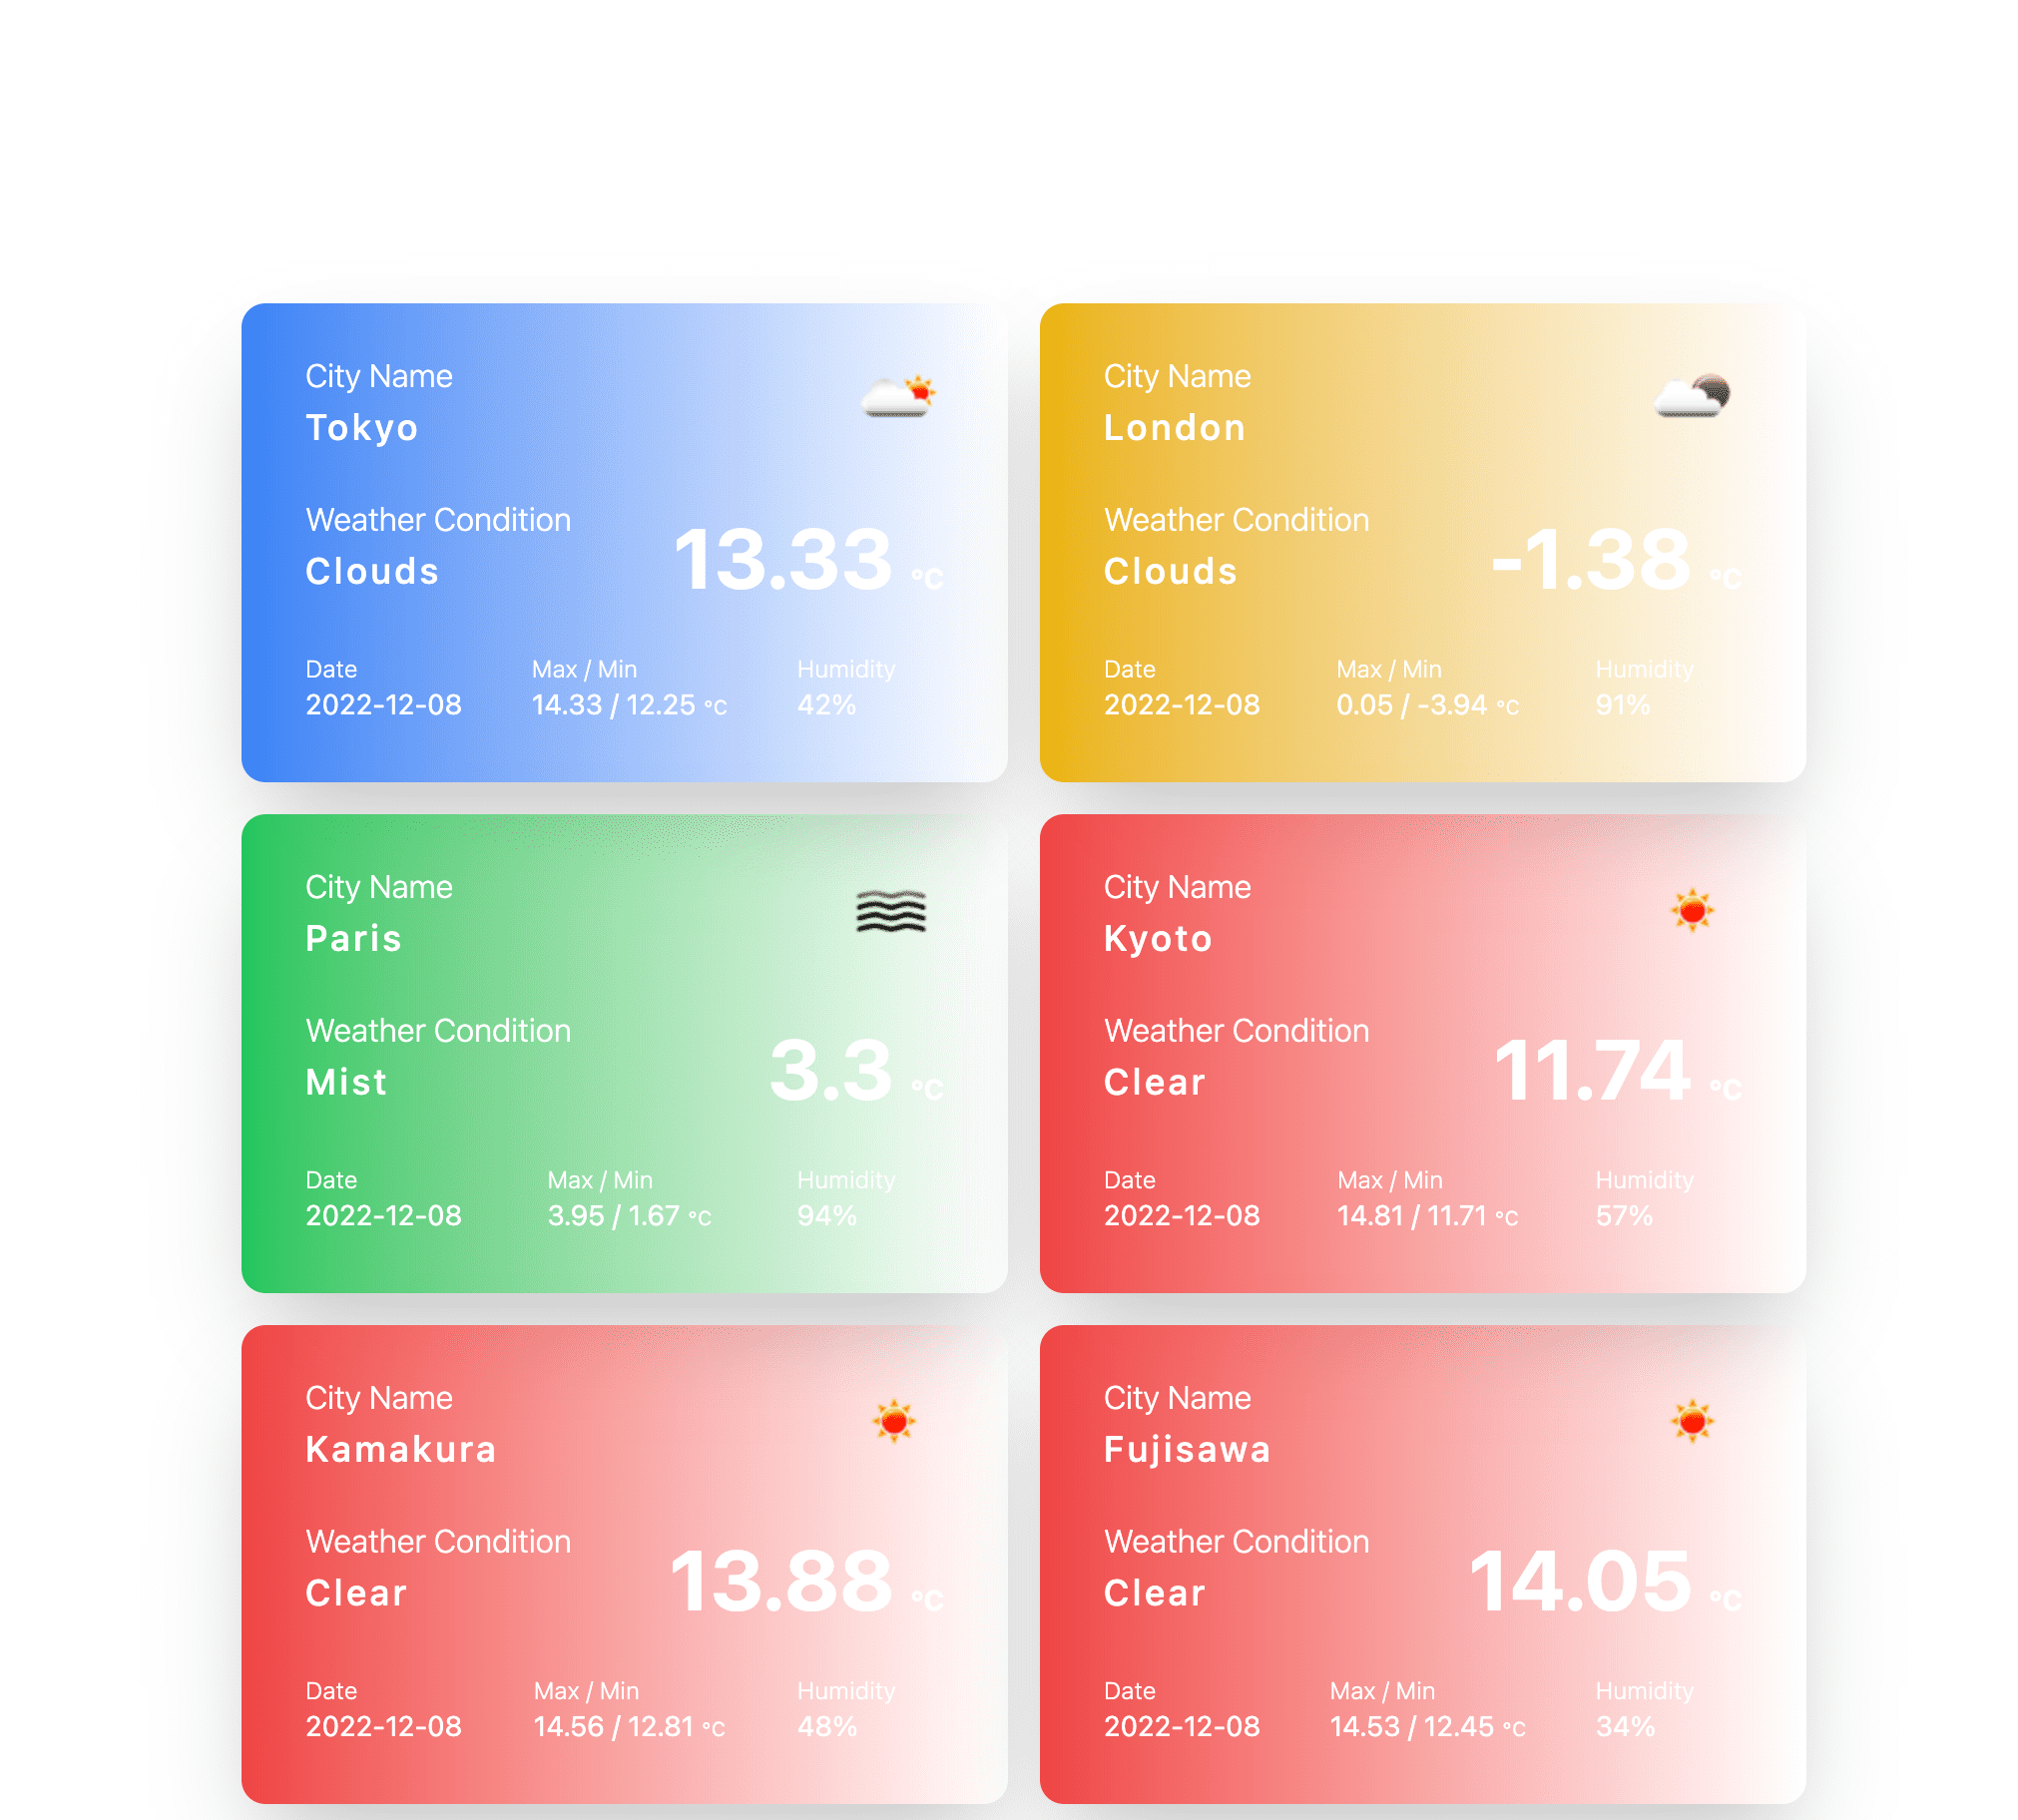 City Name
Tokyo
Weather Condition
Clouds
13.33 °C
Date Max / Min Humidity
2022-12-08 14.33 / 12.25 °C 42%
City Name
London
Weather Condition
Clouds
-1.38 °C
Date Max / Min Humidity
2022-12-08 0.05 / -3.94 °C 91%
City Name
Paris
Weather Condition
Mist
3.3 °C
Date Max / Min Humidity
2022-12-08 3.95 / 1.67 °C 94%
City Name
Kyoto
Weather Condition
Clear
11.74 °C
Date Max / Min Humidity
2022-12-08 14.81 / 11.71 °C 57%
City Name
Kamakura
Weather Condition
Clear
13.88 °C
Date Max / Min Humidity
2022-12-08 14.56 / 12.81 °C 48%
City Name
Fujisawa
Weather Condition
Clear
14.05 °C
Date Max / Min Humidity
2022-12-08 14.53 / 12.45 °C 34%